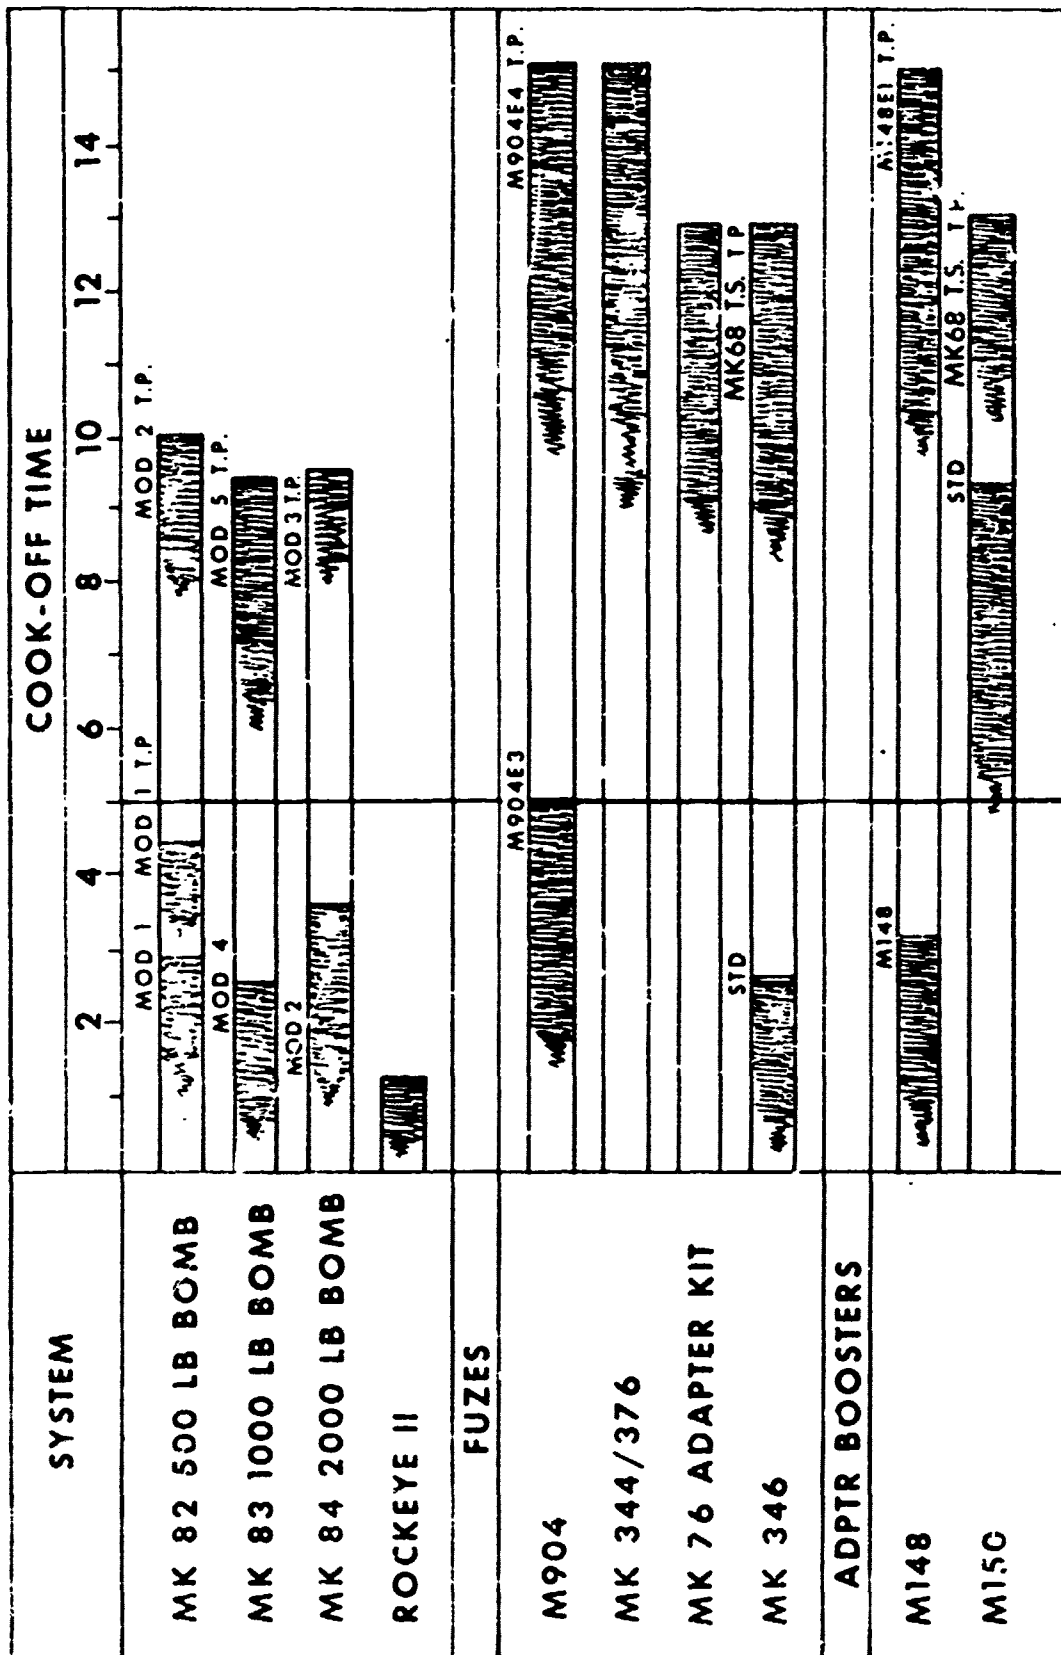 SYSTEM
COOK-OFF TIME
2 4 6 8 10 12 14
MOD 1 MOD 1 T.P MOD 2 T.P.
MK 82 500 LB BOMB
MOD 4 MOD 5 T.P.
MK 83 1000 LB BOMB
MOD 2 MOD 3 T.P.
MK 84 2000 LB BOMB
ROCKEYE II
FUZES
M904E3 M904E4 T.P.
M904
MK 344/376
MK 76 ADAPTER KIT
STD MK68 T.S. T P
MK 346
ADPTR BOOSTERS
M148 M148E1 T.P.
M148
STD MK68 T.S. T P.
M150